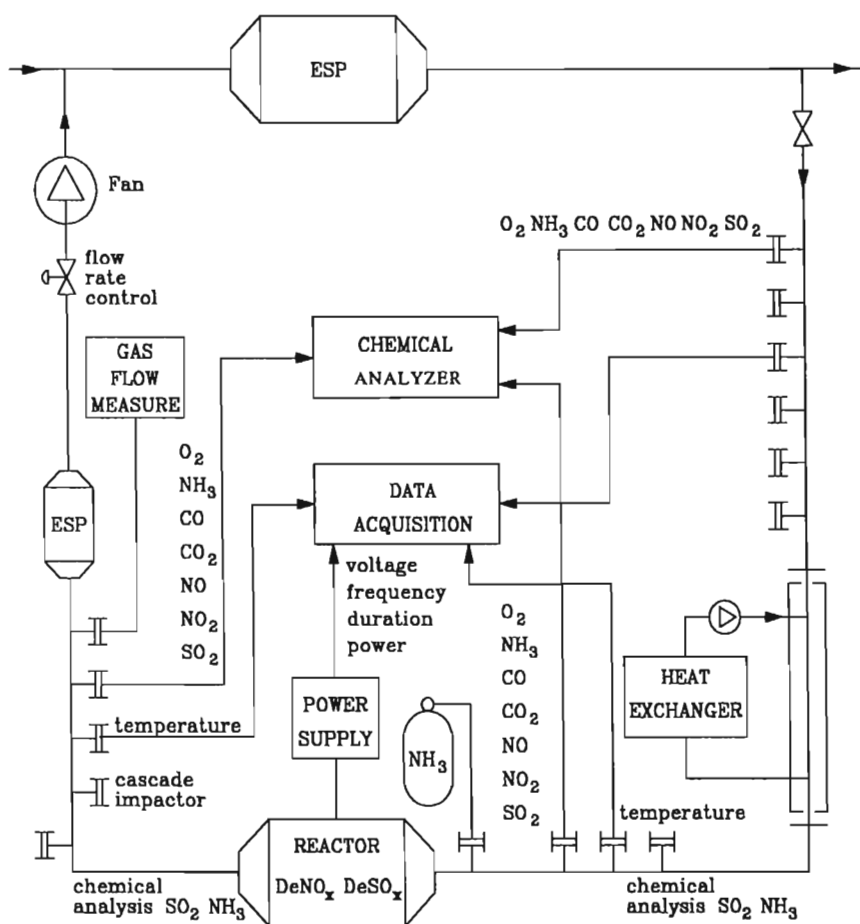 ESP
Fan
O₂ NH₃ CO CO₂ NO NO₂ SO₂
flow
rate
control
GAS
FLOW
MEASURE
CHEMICAL
ANALYZER
O₂
NH₃
CO
CO₂
NO
NO₂
SO₂
DATA
ACQUISITION
ESP
voltage
frequency
duration
power
O₂
NH₃
CO
CO₂
NO
NO₂
SO₂
HEAT
EXCHANGER
POWER
SUPPLY
temperature
NH₃
cascade
impactor
temperature
REACTOR
DeNOₓ DeSOₓ
chemical
analysis SO₂ NH₃
chemical
analysis SO₂ NH₃